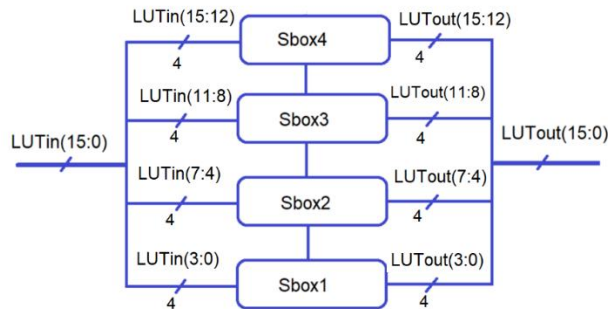 LUTin(15:12)
4
Sbox4
LUTout(15:12)
4
LUTin(11:8)
4
Sbox3
LUTout(11:8)
4
LUTin(15:0)
LUTout(15:0)
LUTin(7:4)
4
Sbox2
LUTout(7:4)
4
LUTin(3:0)
4
Sbox1
LUTout(3:0)
4